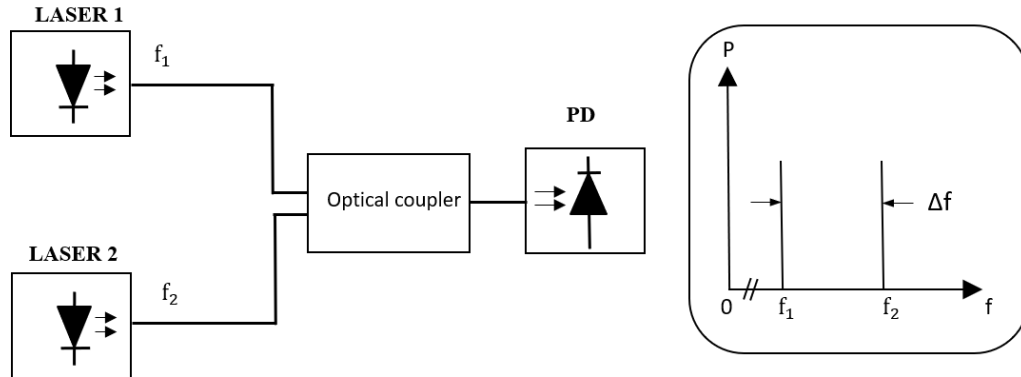 LASER 1
f₁
PD
Optical coupler
LASER 2
f₂
P
Δf
0
f₁
f₂
f